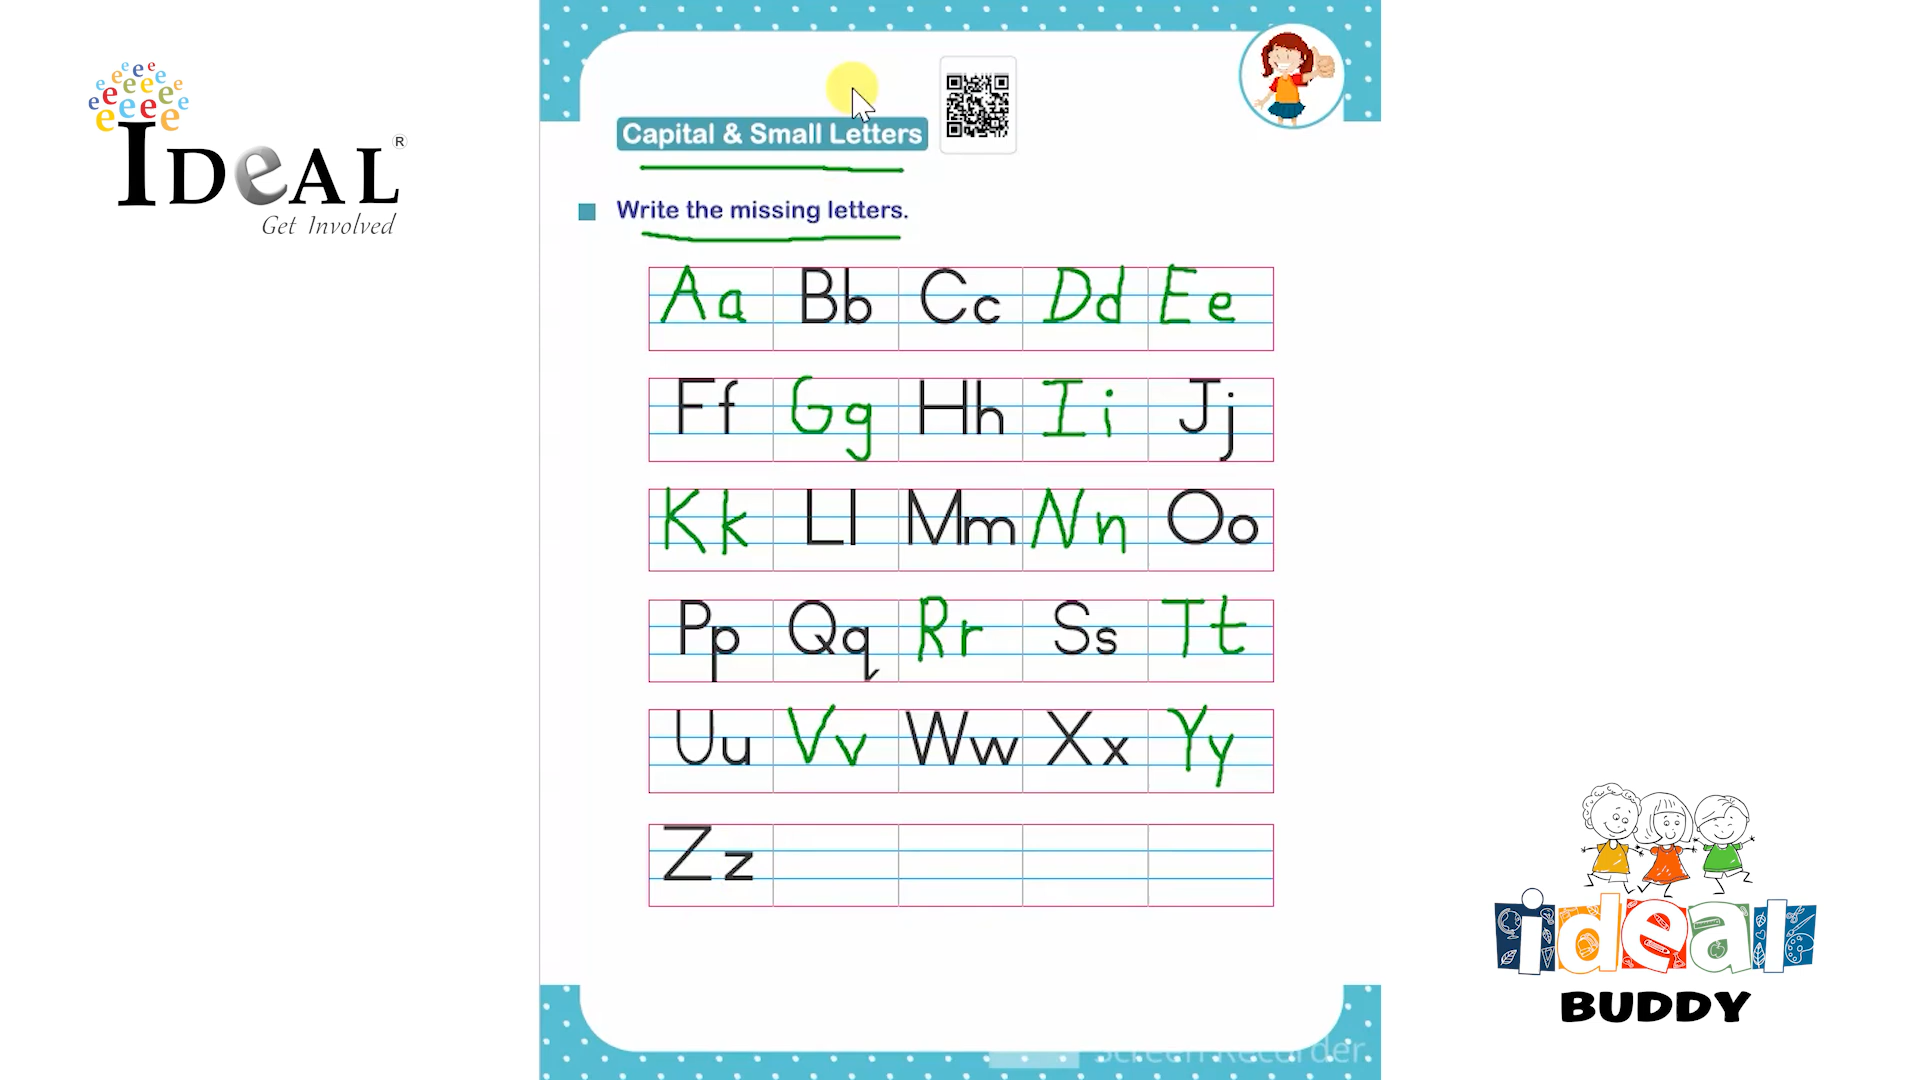 e e e e e e e e e e e e e e e e
IDeAL ®
Get Involved
Capital & Small Letters
Write the missing letters.
Aa Bb Cc Dd Ee
Ff Gg Hh Ii Jj
Kk Ll Mm Nn Oo
Pp Qq Rr Ss Tt
Uu Vv Ww Xx Yy
Zz
ideal
BUDDY
Screen Recorder